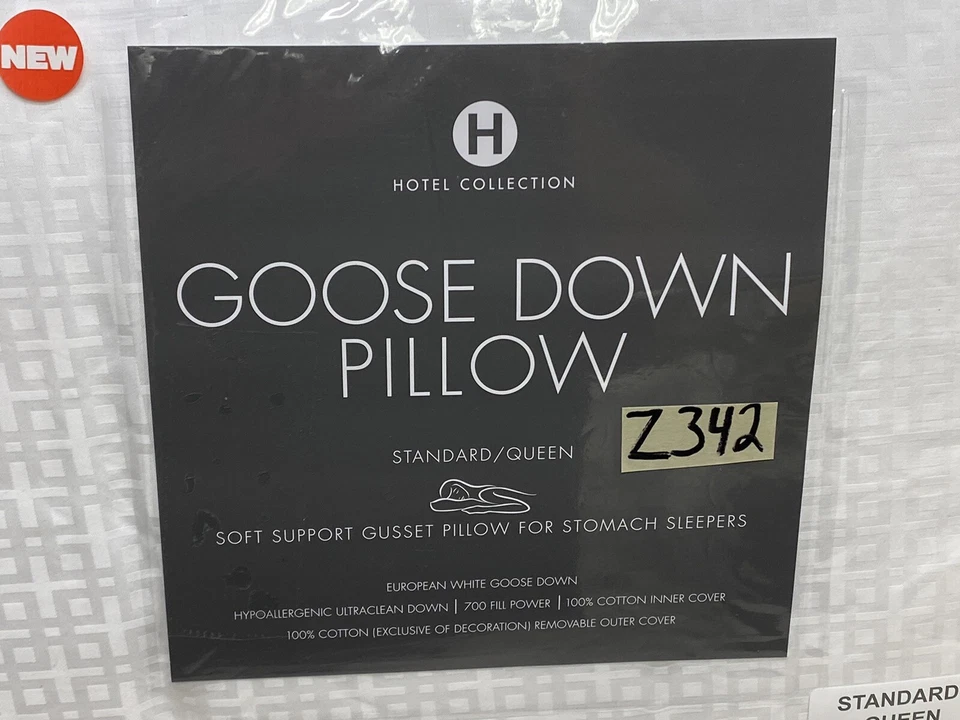 NEW
H
HOTEL COLLECTION
GOOSE DOWN
PILLOW
Z342
STANDARD/QUEEN
SOFT SUPPORT GUSSET PILLOW FOR STOMACH SLEEPERS
EUROPEAN WHITE GOOSE DOWN
HYPOALLERGENIC ULTRACLEAN DOWN | 700 FILL POWER | 100% COTTON INNER COVER
100% COTTON (EXCLUSIVE OF DECORATION) REMOVABLE OUTER COVER
STANDARD
QUEEN